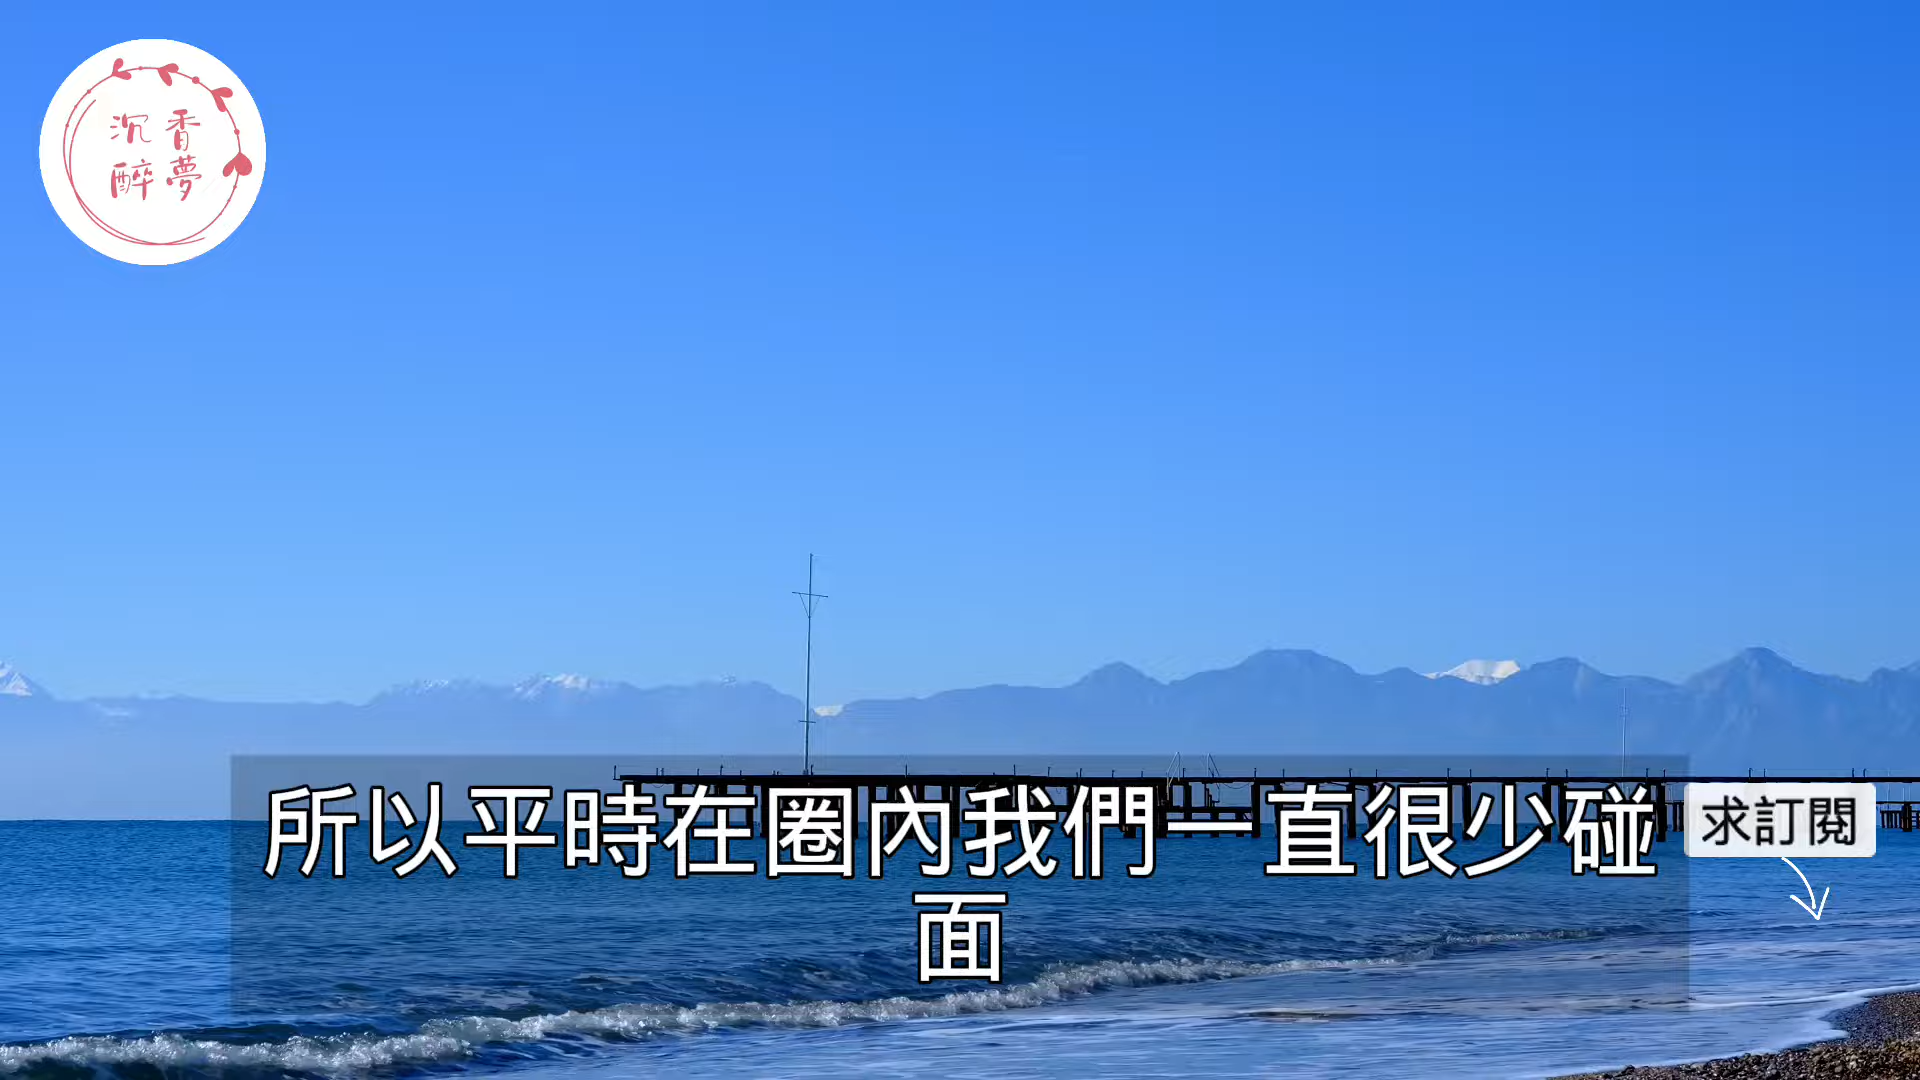 沉香
醉夢
所以平時在圈內我們一直很少碰
面
求訂閱